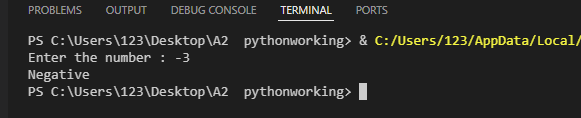 PROBLEMS OUTPUT DEBUG CONSOLE TERMINAL PORTS
PS C:\Users\123\Desktop\A2  pythonworking> & C:/Users/123/AppData/Local/
Enter the number : -3
Negative
PS C:\Users\123\Desktop\A2  pythonworking>